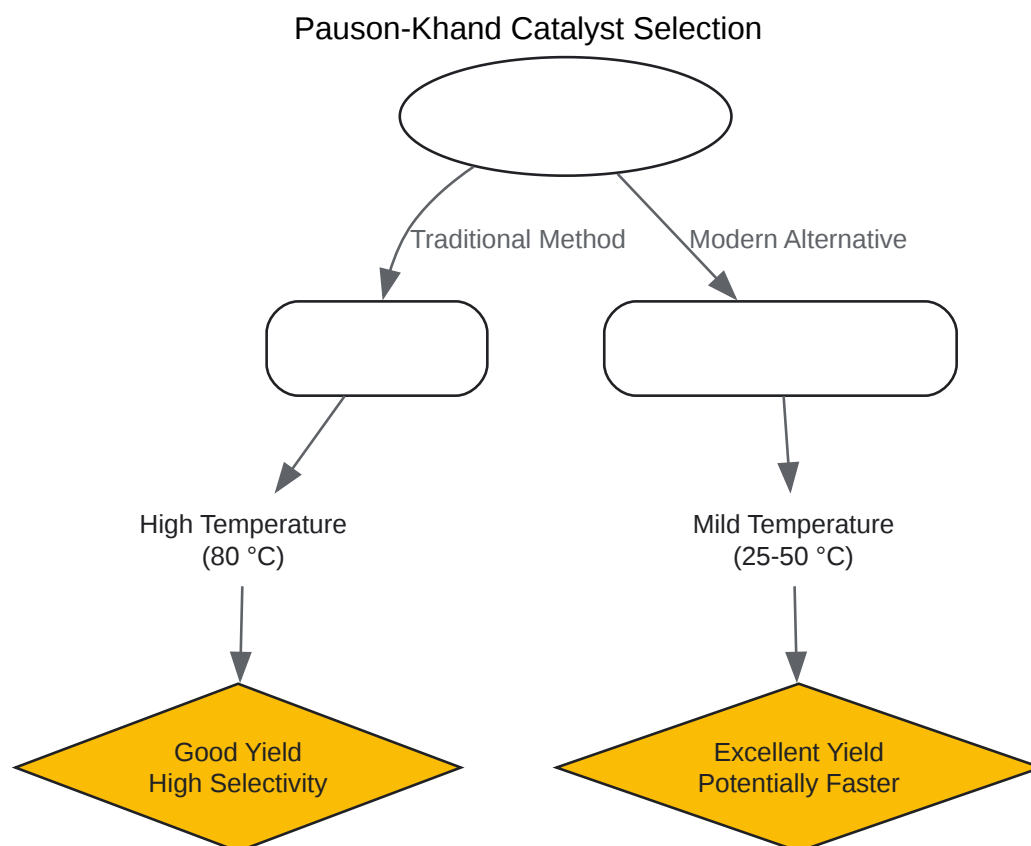 Pauson-Khand Catalyst Selection
Traditional Method
Modern Alternative
High Temperature
(80 °C)
Mild Temperature
(25-50 °C)
Good Yield
High Selectivity
Excellent Yield
Potentially Faster